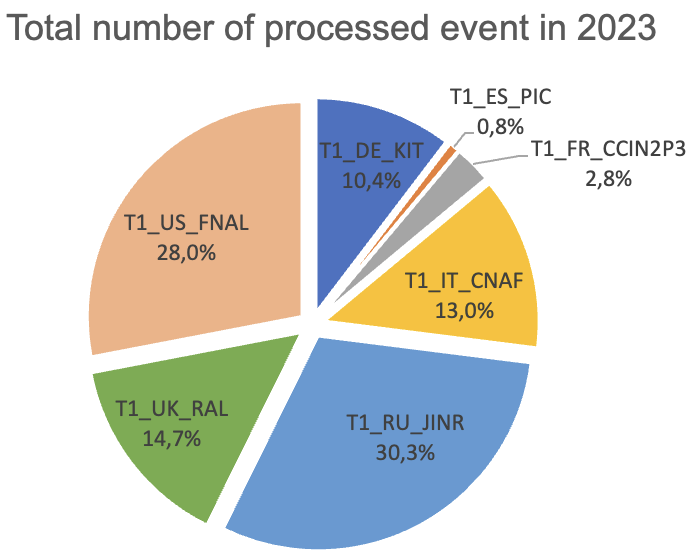 Total number of processed event in 2023
T1_ES_PIC
0,8%
T1_DE_KIT
10,4%
T1_FR_CCIN2P3
2,8%
T1_US_FNAL
28,0%
T1_IT_CNAF
13,0%
T1_UK_RAL
14,7%
T1_RU_JINR
30,3%